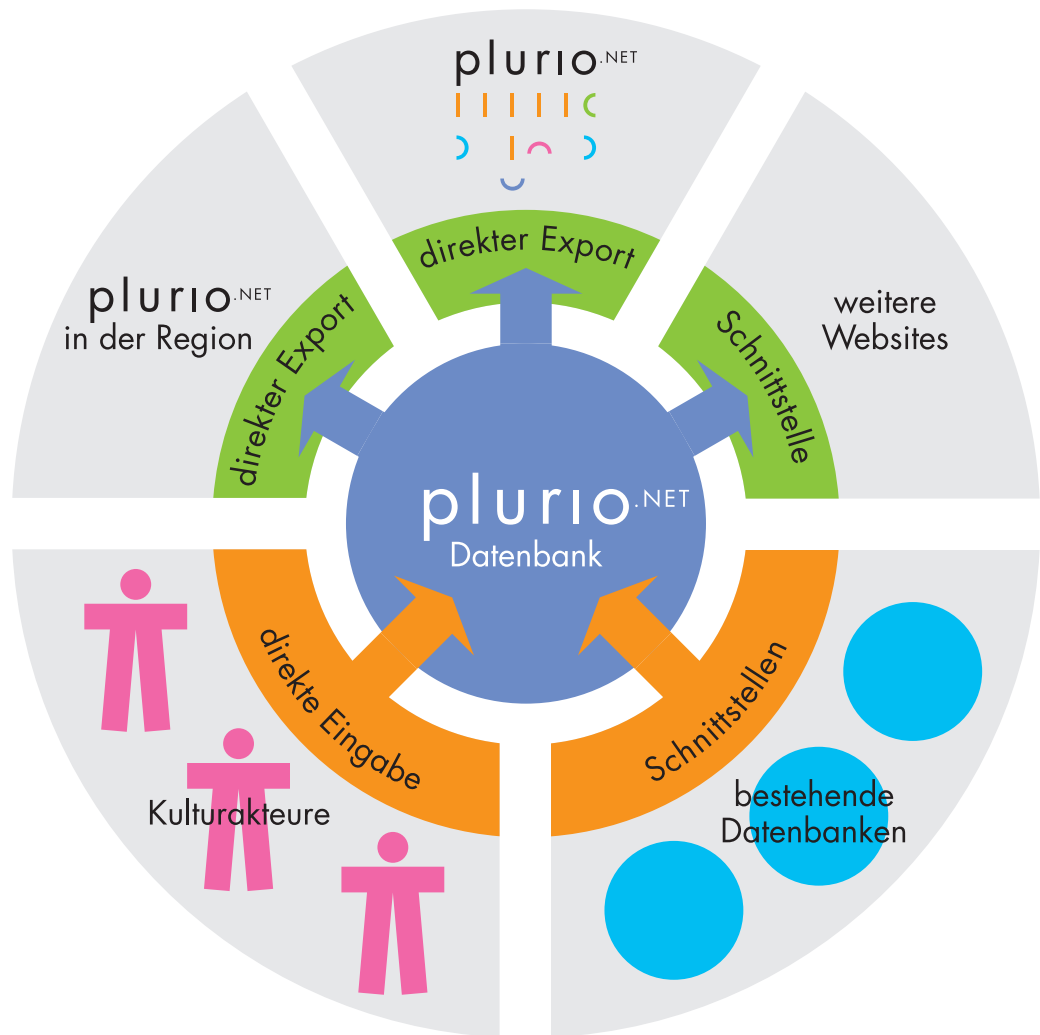 plurio.NET
direkter Export
plurio.NET
in der Region
direkter Export
weitere
Websites
Schnittstelle
plurio.NET
Datenbank
direkte Eingabe
Kulturakteure
Schnittstellen
bestehende
Datenbanken